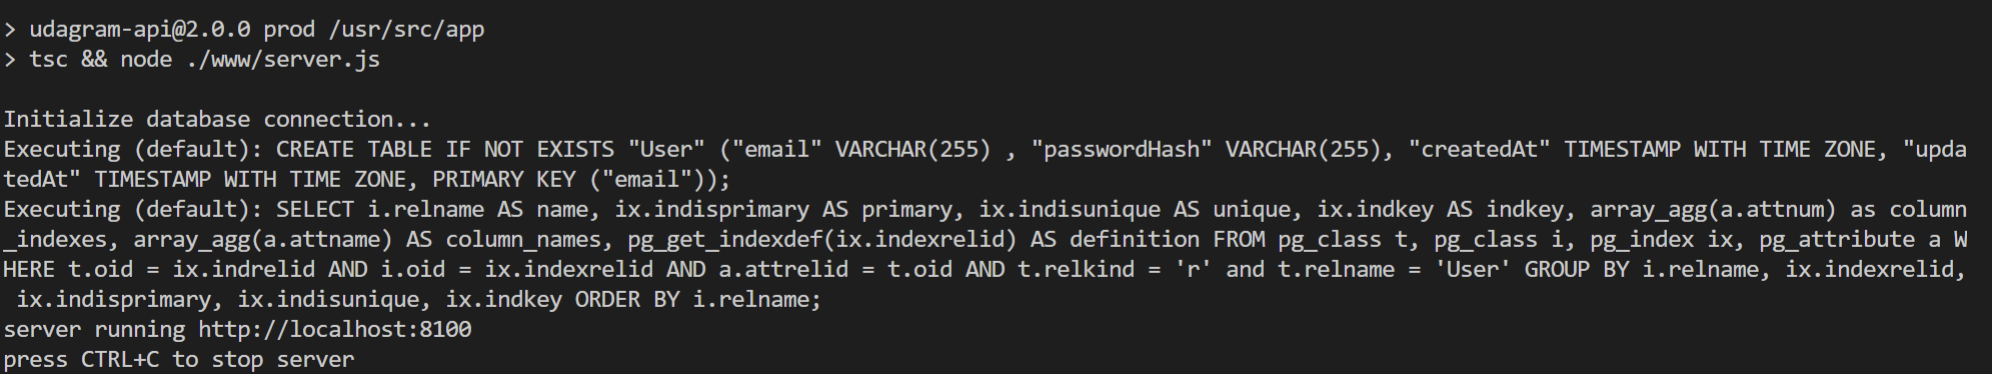 > udagram-api@2.0.0 prod /usr/src/app
> tsc && node ./www/server.js
Initialize database connection...
Executing (default): CREATE TABLE IF NOT EXISTS "User" ("email" VARCHAR(255) , "passwordHash" VARCHAR(255), "createdAt" TIMESTAMP WITH TIME ZONE, "upda
tedAt" TIMESTAMP WITH TIME ZONE, PRIMARY KEY ("email"));
Executing (default): SELECT i.relname AS name, ix.indisprimary AS primary, ix.indisunique AS unique, ix.indkey AS indkey, array_agg(a.attnum) as column
_indexes, array_agg(a.attname) AS column_names, pg_get_indexdef(ix.indexrelid) AS definition FROM pg_class t, pg_class i, pg_index ix, pg_attribute a W
HERE t.oid = ix.indrelid AND i.oid = ix.indexrelid AND a.attrelid = t.oid AND t.relkind = 'r' and t.relname = 'User' GROUP BY i.relname, ix.indexrelid,
 ix.indisprimary, ix.indisunique, ix.indkey ORDER BY i.relname;
server running http://localhost:8100
press CTRL+C to stop server